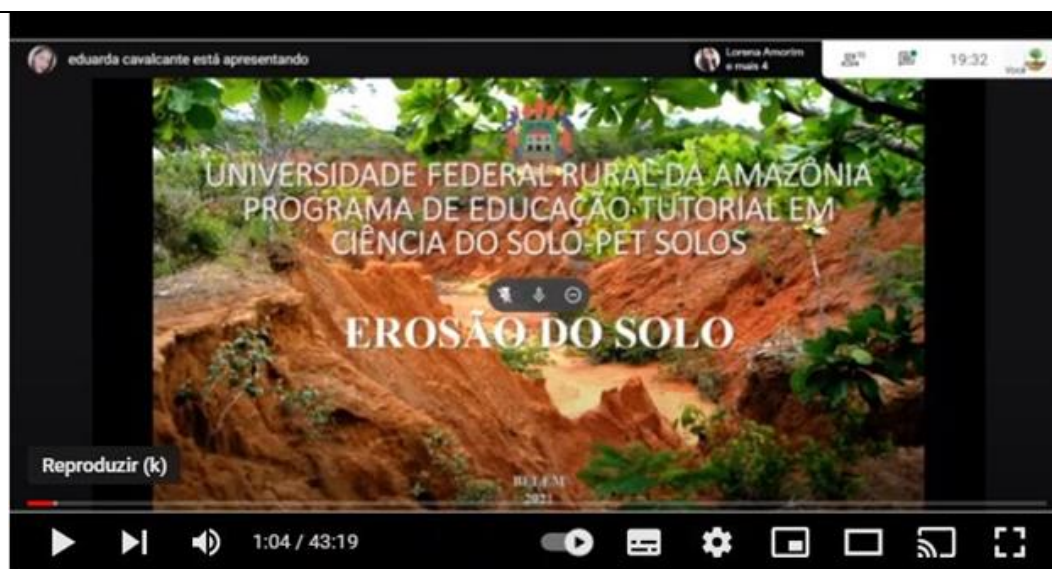 eduarda cavalcante está apresentando
Lorena Amorim
e mais 4
19:32
Você
UNIVERSIDADE FEDERAL RURAL DA AMAZÔNIA
PROGRAMA DE EDUCAÇÃO TUTORIAL EM
CIÊNCIA DO SOLO-PET SOLOS
EROSÃO DO SOLO
BELÉM
2021
Reproduzir (k)
1:04 / 43:19